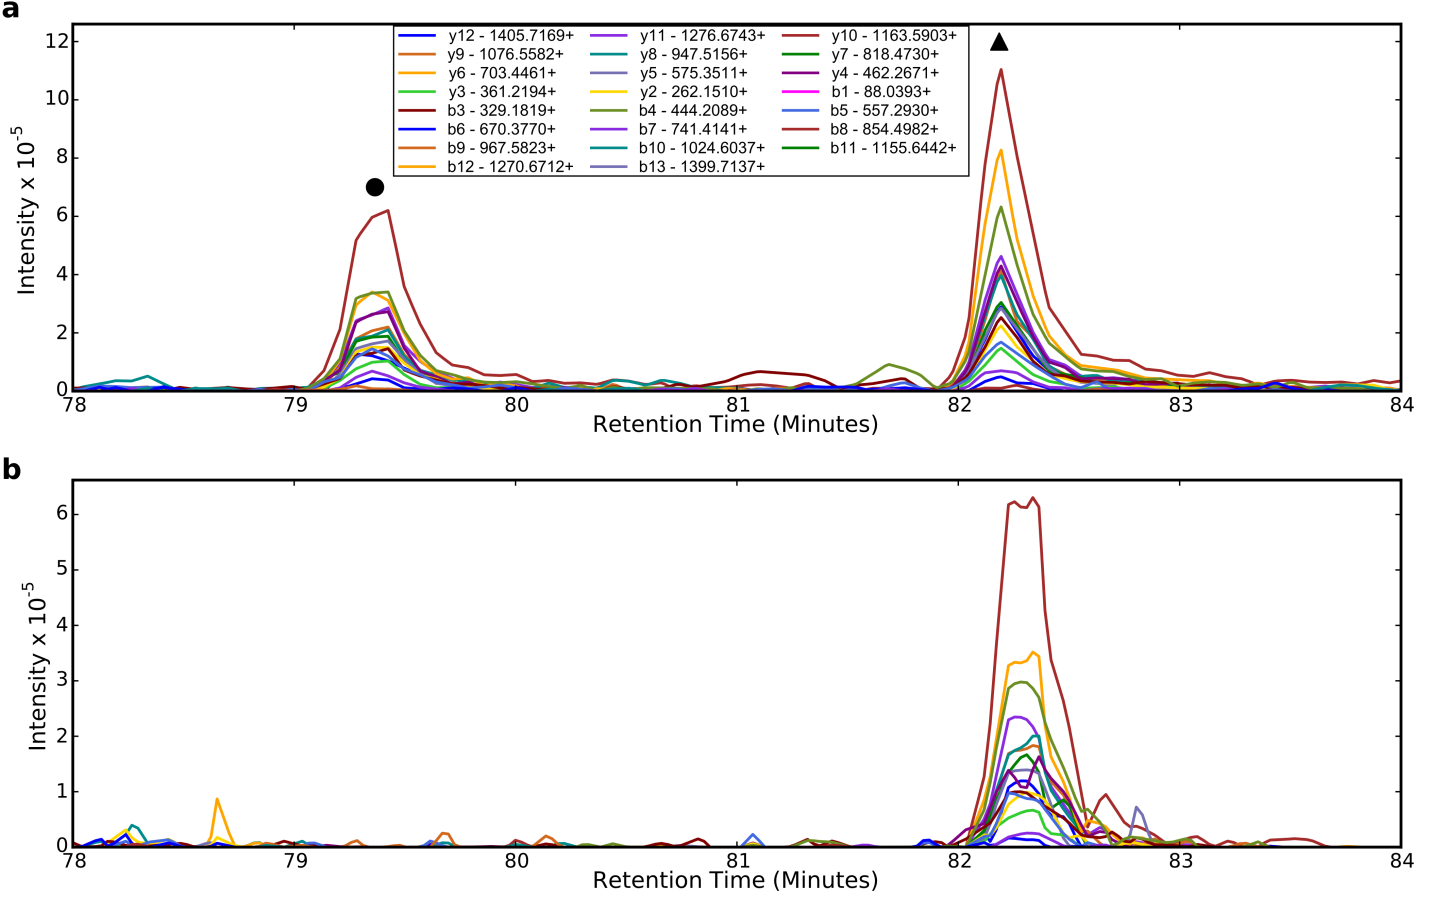 a
12
10
8
6
4
2
0
Intensity x 10-5
y12 - 1405.7169+ y11 - 1276.6743+ y10 - 1163.5903+
y9 - 1076.5582+ y8 - 947.5156+ y7 - 818.4730+
y6 - 703.4461+ y5 - 575.3511+ y4 - 462.2671+
y3 - 361.2194+ y2 - 262.1510+ b1 - 88.0393+
b3 - 329.1819+ b4 - 444.2089+ b5 - 557.2930+
b6 - 670.3770+ b7 - 741.4141+ b8 - 854.4982+
b9 - 967.5823+ b10 - 1024.6037+ b11 - 1155.6442+
b12 - 1270.6712+ b13 - 1399.7137+
78 79 80 81 82 83 84
Retention Time (Minutes)
b
6
5
4
3
2
1
0
Intensity x 10-5
78 79 80 81 82 83 84
Retention Time (Minutes)